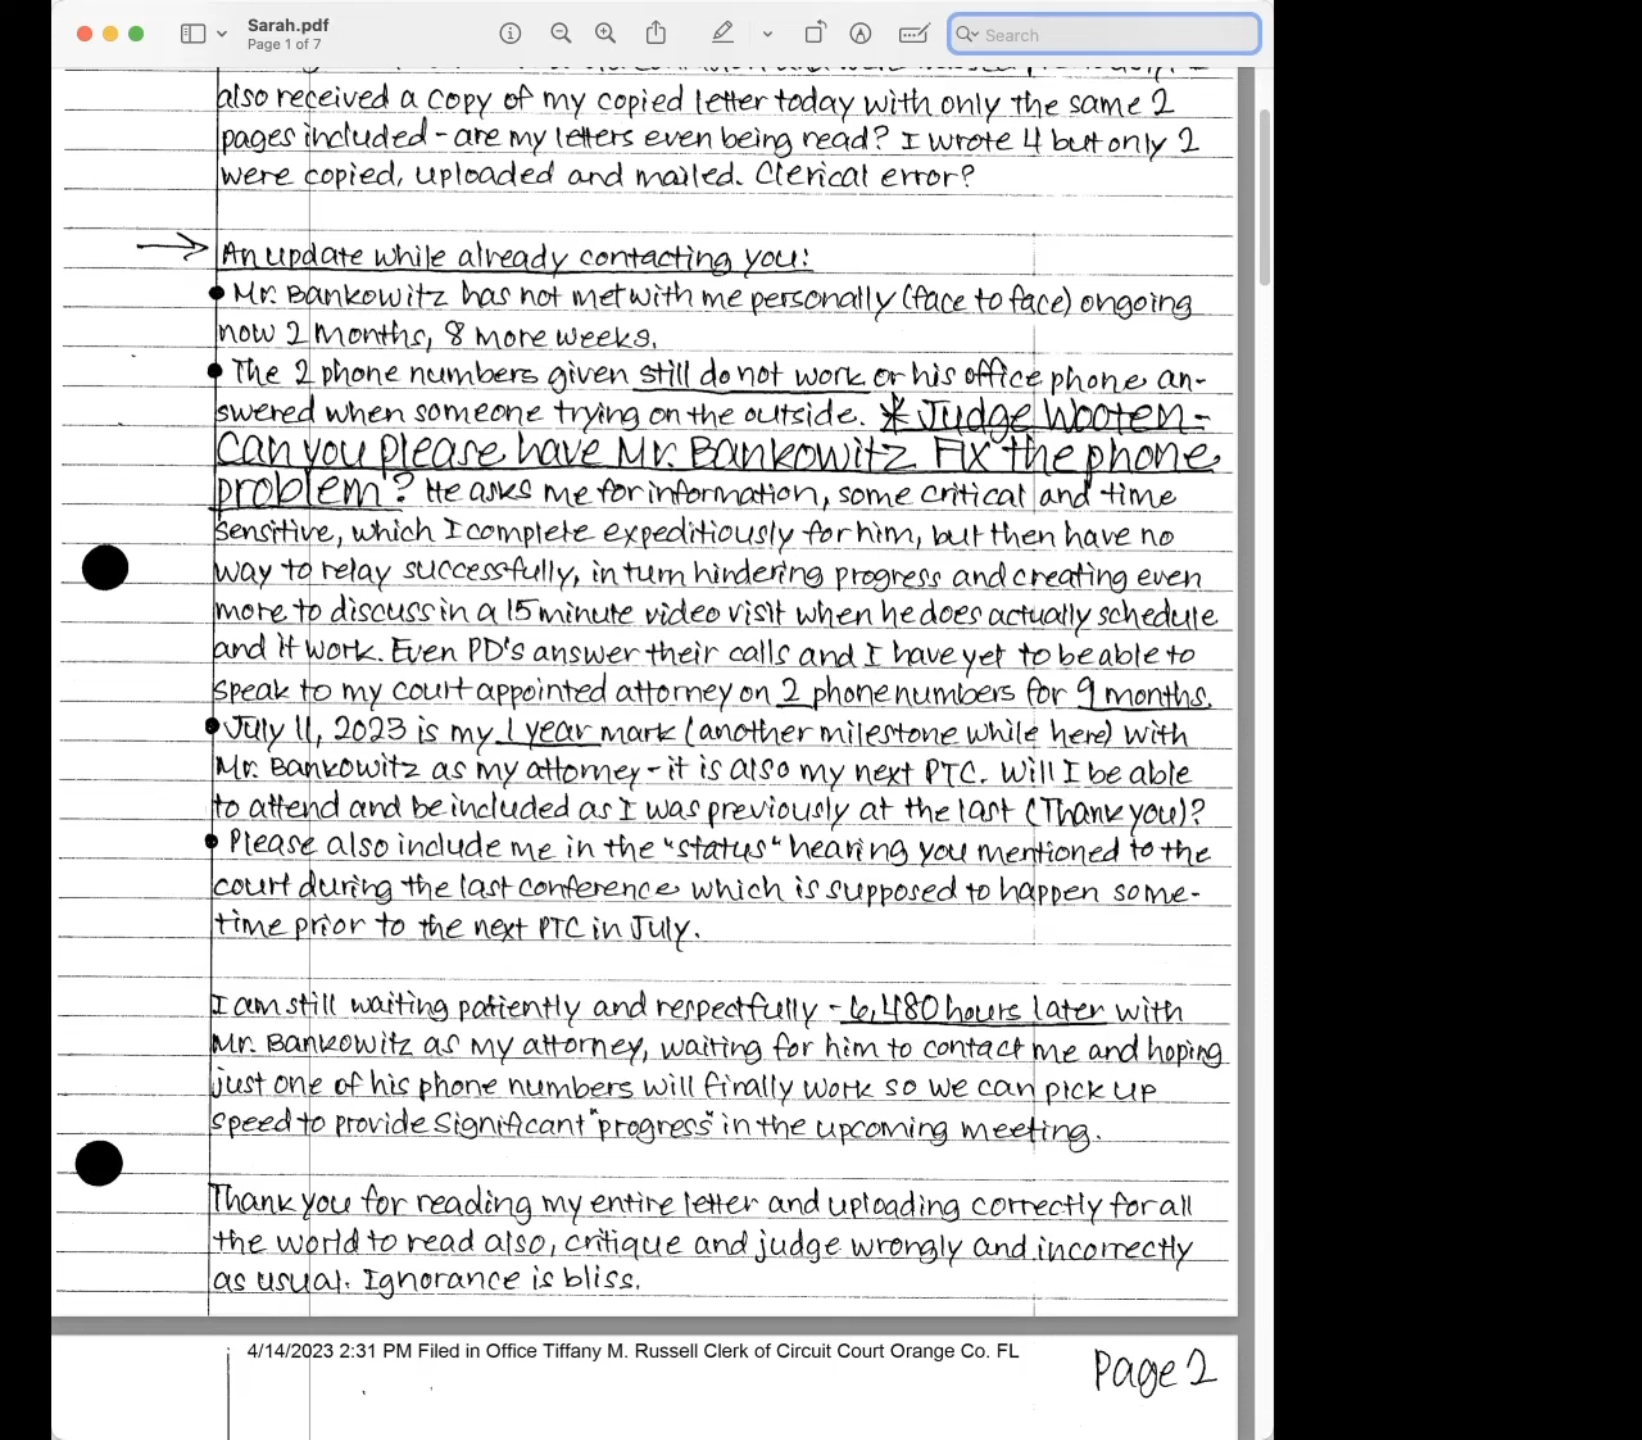 Sarah.pdf
Page 1 of 7
Search
also received a copy of my copied letter today with only the same 2
pages included - are my letters even being read? I wrote 4 but only 2
were copied, uploaded and mailed. Clerical error?
An update while already contacting you:
• Mr. Bankowitz has not met with me personally (face to face) ongoing
now 2 months, 8 more weeks.
• The 2 phone numbers given still do not work or his office phone an-
swered when someone trying on the outside. * Judge Wooten -
Can you please have Mr. Bankowitz Fix the phone
problem? He asks me for information, some critical and time
sensitive, which I complete expeditiously for him, but then have no
way to relay successfully, in turn hindering progress and creating even
more to discuss in a 15 minute video visit when he does actually schedule
and it work. Even PD's answer their calls and I have yet to be able to
speak to my court appointed attorney on 2 phone numbers for 9 months.
• July 11, 2023 is my 1 year mark (another milestone while here) with
Mr. Bankowitz as my attorney - it is also my next PTC. Will I be able
to attend and be included as I was previously at the last (Thank you)?
• Please also include me in the "status" hearing you mentioned to the
court during the last conference which is supposed to happen some-
time prior to the next PTC in July.
I am still waiting patiently and respectfully - 6,480 hours later with
Mr. Bankowitz as my attorney, waiting for him to contact me and hoping
just one of his phone numbers will finally work so we can pick up
speed to provide significant "progress" in the upcoming meeting.
Thank you for reading my entire letter and uploading correctly for all
the world to read also, critique and judge wrongly and incorrectly
as usual. Ignorance is bliss.
4/14/2023 2:31 PM Filed in Office Tiffany M. Russell Clerk of Circuit Court Orange Co. FL
Page 2